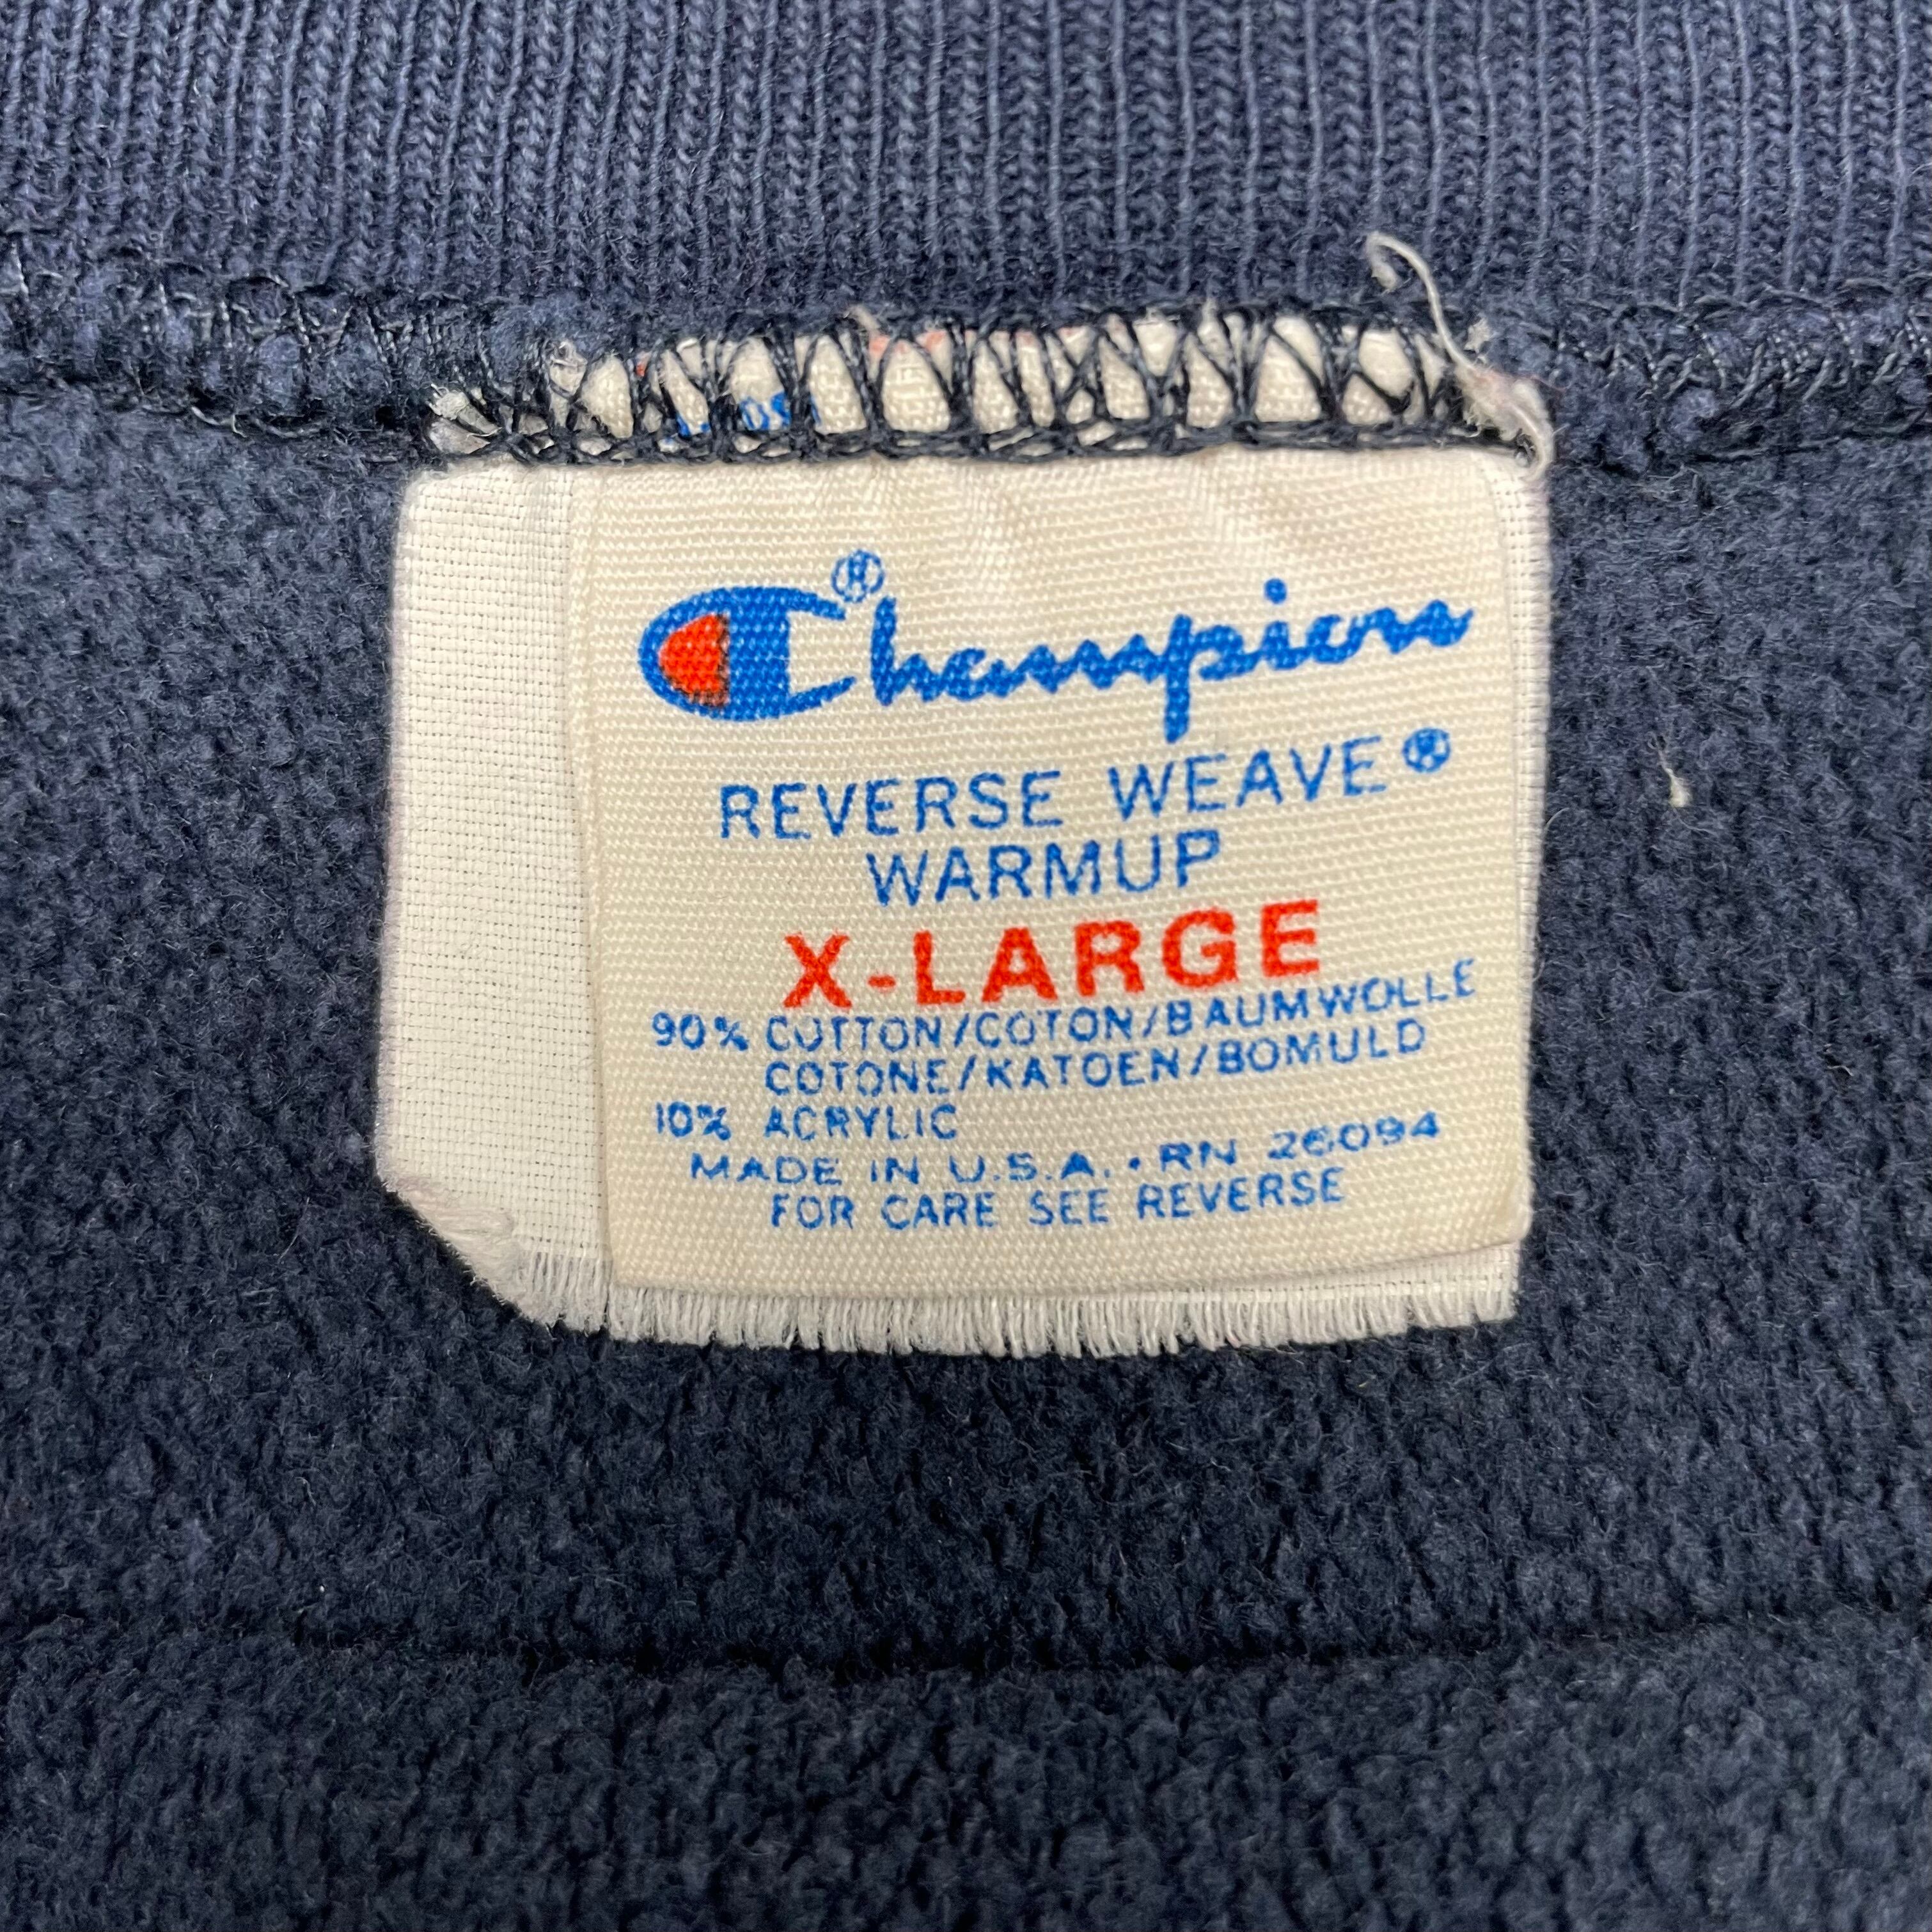 Champion®
REVERSE WEAVE®
WARMUP
X-LARGE
90% COTTON/COTON/BAUMWOLLE
COTONE/KATOEN/BOMULD
10% ACRYLIC
MADE IN U.S.A. • RN 26094
FOR CARE SEE REVERSE